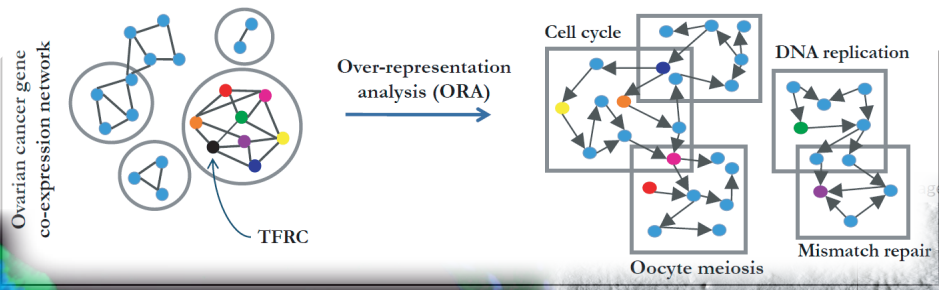 Ovarian cancer gene
co-expression network
TFRC
Over-representation
analysis (ORA)
Cell cycle
DNA replication
Oocyte meiosis
Mismatch repair